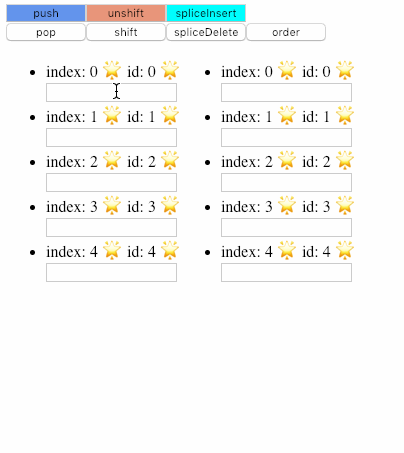 push unshift spliceInsert
pop shift spliceDelete order
index: 0 🌟 id: 0 🌟
index: 1 🌟 id: 1 🌟
index: 2 🌟 id: 2 🌟
index: 3 🌟 id: 3 🌟
index: 4 🌟 id: 4 🌟
index: 0 🌟 id: 0 🌟
index: 1 🌟 id: 1 🌟
index: 2 🌟 id: 2 🌟
index: 3 🌟 id: 3 🌟
index: 4 🌟 id: 4 🌟